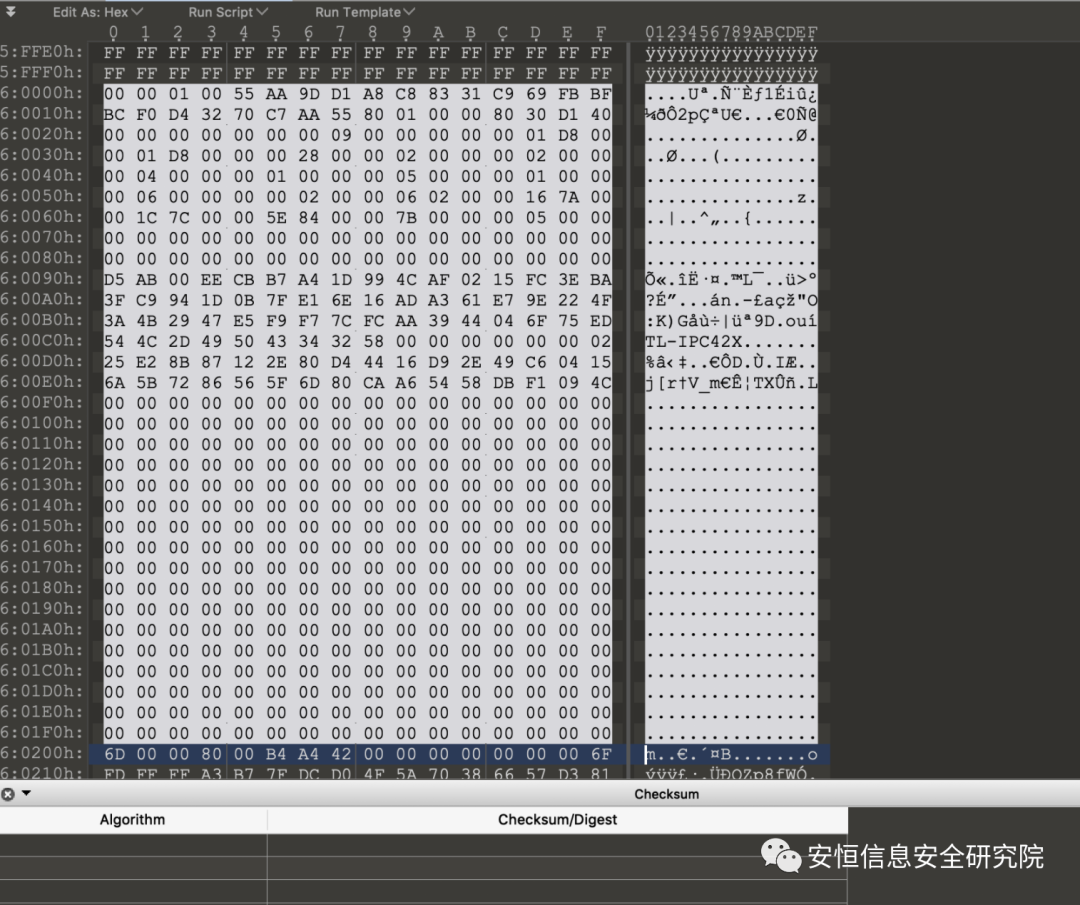 Edit As: Hex Run Script Run Template
0 1 2 3 4 5 6 7 8 9 A B C D E F 0123456789ABCDEF
5:FFE0h: FF FF FF FF FF FF FF FF FF FF FF FF FF FF FF FF ÿÿÿÿÿÿÿÿÿÿÿÿÿÿÿÿ
5:FFF0h: FF FF FF FF FF FF FF FF FF FF FF FF FF FF FF FF ÿÿÿÿÿÿÿÿÿÿÿÿÿÿÿÿ
6:0000h: 00 00 01 00 55 AA 9D D1 A8 C8 83 31 C9 69 FB BF ....Uª.Ñ¨Èƒ1Éiû¿
6:0010h: BC F0 D4 32 70 C7 AA 55 80 01 00 00 80 30 D1 40 ¼ðÔ2pÇªU€...€0Ñ@
6:0020h: 00 00 00 00 00 00 00 09 00 00 00 00 00 01 D8 00 ..............Ø.
6:0030h: 00 01 D8 00 00 00 28 00 00 02 00 00 00 02 00 00 ..Ø...(.........
6:0040h: 00 04 00 00 00 01 00 00 00 05 00 00 00 01 00 00 ................
6:0050h: 00 06 00 00 00 00 02 00 00 06 02 00 00 16 7A 00 ..............z.
6:0060h: 00 1C 7C 00 00 5E 84 00 00 7B 00 00 00 05 00 00 ..|..^„..{......
6:0070h: 00 00 00 00 00 00 00 00 00 00 00 00 00 00 00 00 ................
6:0080h: 00 00 00 00 00 00 00 00 00 00 00 00 00 00 00 00 ................
6:0090h: D5 AB 00 EE CB B7 A4 1D 99 4C AF 02 15 FC 3E BA Õ«.îË·¤.™L¯..ü>º
6:00A0h: 3F C9 94 1D 0B 7F E1 6E 16 AD A3 61 E7 9E 22 4F ?É”...án.-£açž"O
6:00B0h: 3A 4B 29 47 E5 F9 F7 7C FC AA 39 44 04 6F 75 ED :K)Gåù÷|üª9D.ouí
6:00C0h: 54 4C 2D 49 50 43 34 32 58 00 00 00 00 00 00 02 TL-IPC42X.......
6:00D0h: 25 E2 8B 87 12 2E 80 D4 44 16 D9 2E 49 C6 04 15 %â‹‡..€ÔD.Ù.IÆ..
6:00E0h: 6A 5B 72 86 56 5F 6D 80 CA A6 54 58 DB F1 09 4C j[r†V_m€Ê¦TXÛñ.L
6:00F0h: 00 00 00 00 00 00 00 00 00 00 00 00 00 00 00 00 ................
6:0100h: 00 00 00 00 00 00 00 00 00 00 00 00 00 00 00 00 ................
6:0110h: 00 00 00 00 00 00 00 00 00 00 00 00 00 00 00 00 ................
6:0120h: 00 00 00 00 00 00 00 00 00 00 00 00 00 00 00 00 ................
6:0130h: 00 00 00 00 00 00 00 00 00 00 00 00 00 00 00 00 ................
6:0140h: 00 00 00 00 00 00 00 00 00 00 00 00 00 00 00 00 ................
6:0150h: 00 00 00 00 00 00 00 00 00 00 00 00 00 00 00 00 ................
6:0160h: 00 00 00 00 00 00 00 00 00 00 00 00 00 00 00 00 ................
6:0170h: 00 00 00 00 00 00 00 00 00 00 00 00 00 00 00 00 ................
6:0180h: 00 00 00 00 00 00 00 00 00 00 00 00 00 00 00 00 ................
6:0190h: 00 00 00 00 00 00 00 00 00 00 00 00 00 00 00 00 ................
6:01A0h: 00 00 00 00 00 00 00 00 00 00 00 00 00 00 00 00 ................
6:01B0h: 00 00 00 00 00 00 00 00 00 00 00 00 00 00 00 00 ................
6:01C0h: 00 00 00 00 00 00 00 00 00 00 00 00 00 00 00 00 ................
6:01D0h: 00 00 00 00 00 00 00 00 00 00 00 00 00 00 00 00 ................
6:01E0h: 00 00 00 00 00 00 00 00 00 00 00 00 00 00 00 00 ................
6:01F0h: 00 00 00 00 00 00 00 00 00 00 00 00 00 00 00 00 ................
6:0200h: 6D 00 00 80 00 B4 A4 42 00 00 00 00 00 00 00 6F m..€.´¤B.......o
6:0210h: FD FF FF A3 B7 7F DC D0 4F 5A 70 38 66 57 D3 81 ýÿÿ£·.ÜÐOZp8fWÓ.
Checksum
Algorithm Checksum/Digest
安恒信息安全研究院